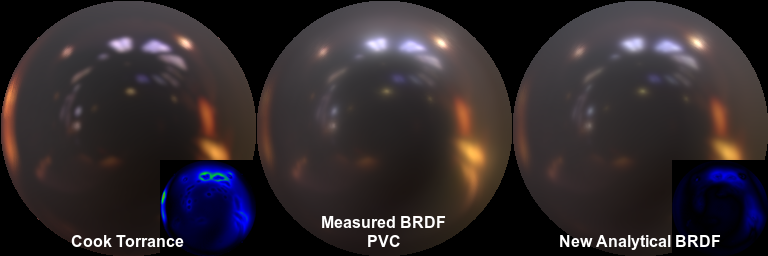 Cook Torrance
Measured BRDF
PVC
New Analytical BRDF